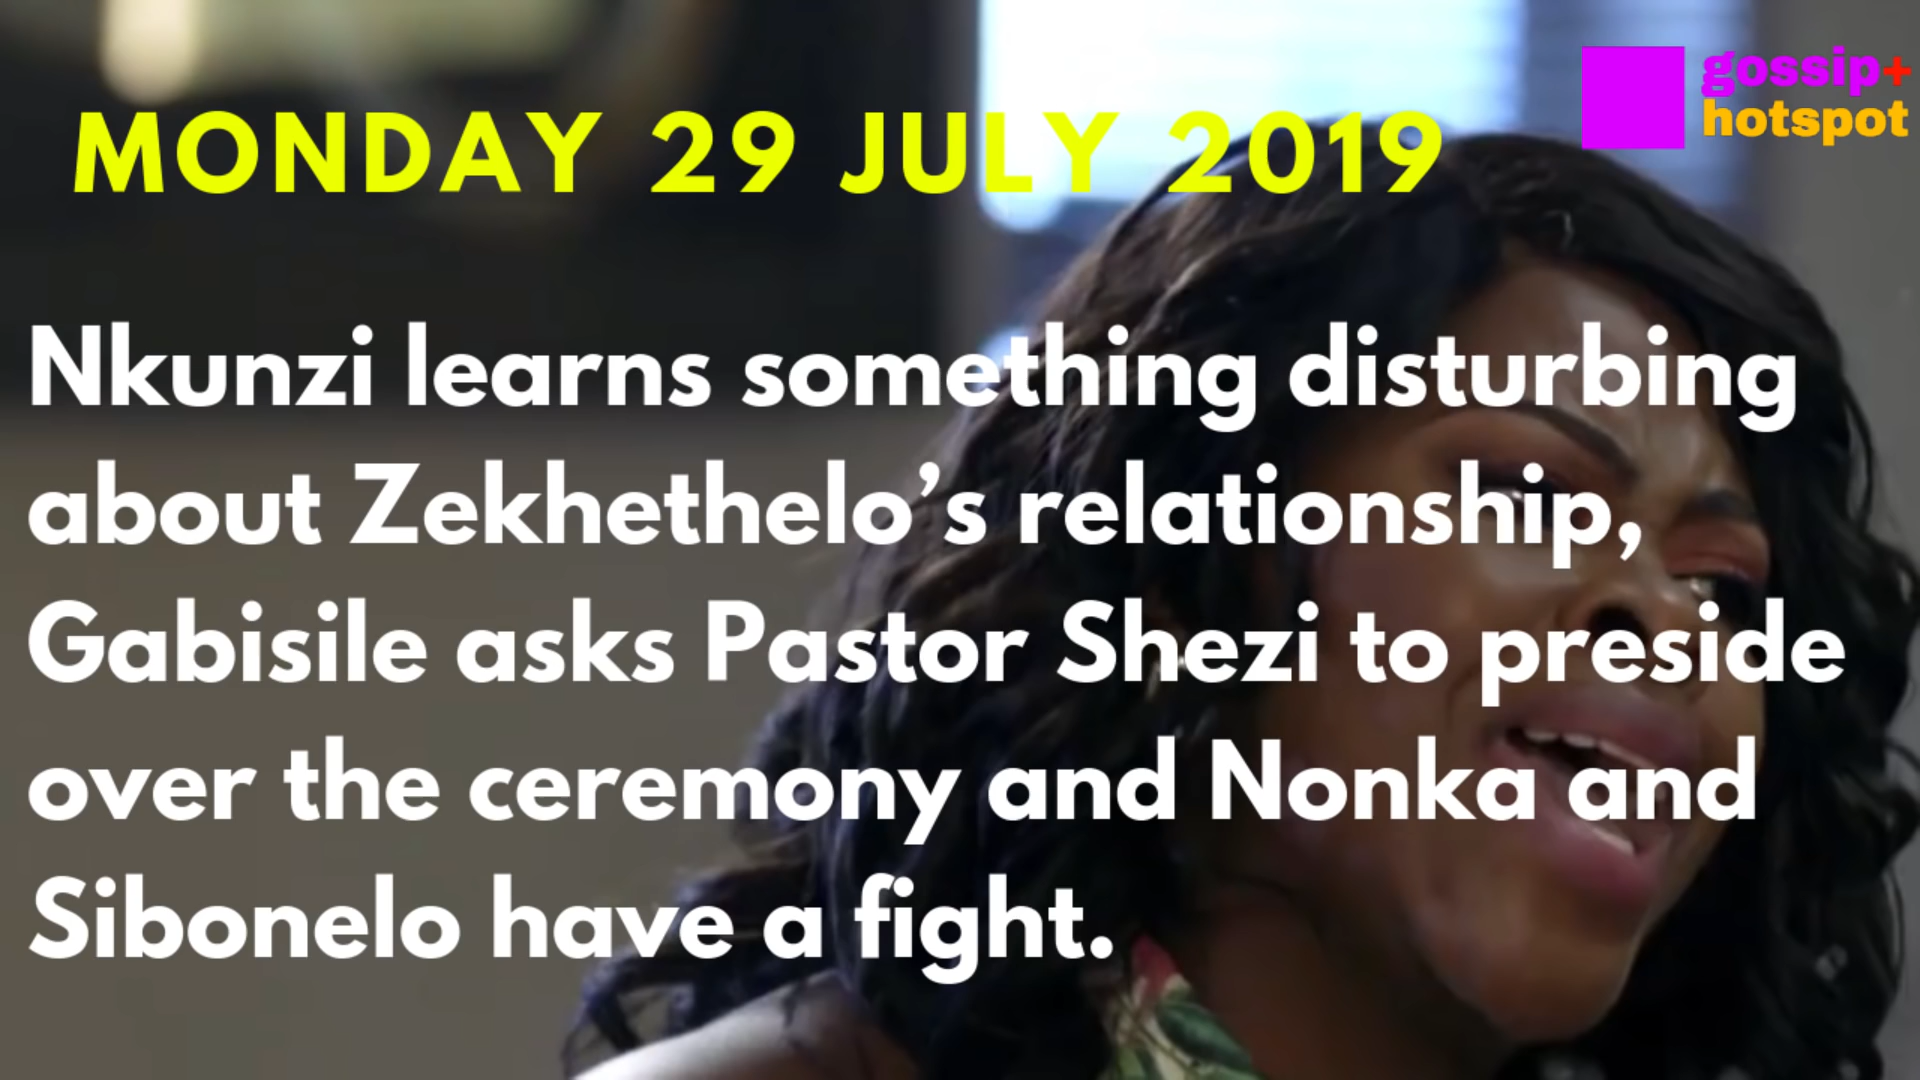 gossip+
hotspot
MONDAY 29 JULY 2019
Nkunzi learns something disturbing
about Zekhethelo’s relationship,
Gabisile asks Pastor Shezi to preside
over the ceremony and Nonka and
Sibonelo have a fight.